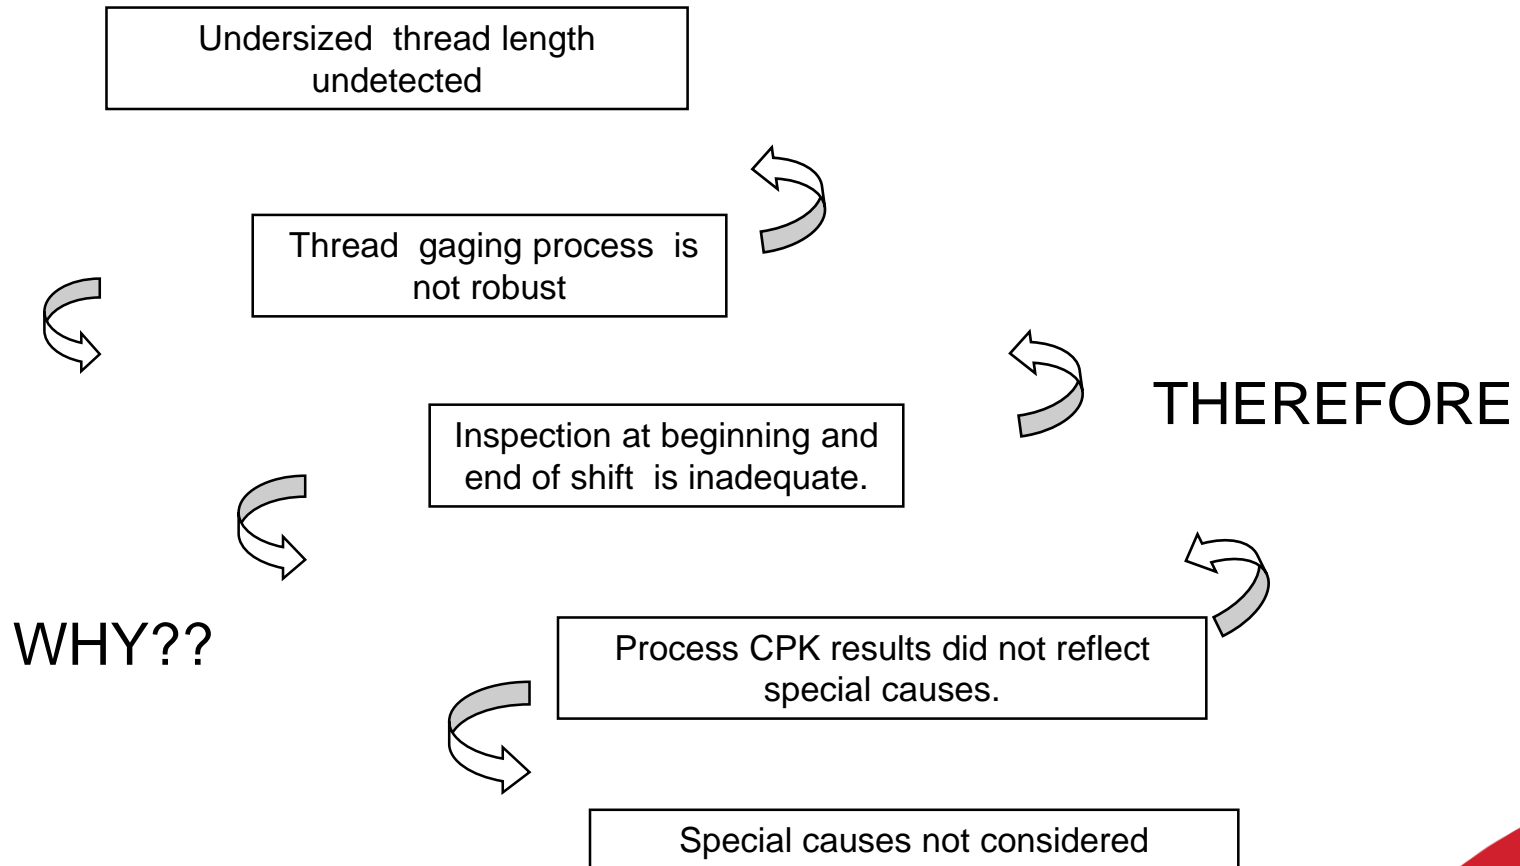 Undersized thread length
undetected
Thread gaging process is
not robust
Inspection at beginning and
end of shift is inadequate.
THEREFORE
WHY??
Process CPK results did not reflect
special causes.
Special causes not considered